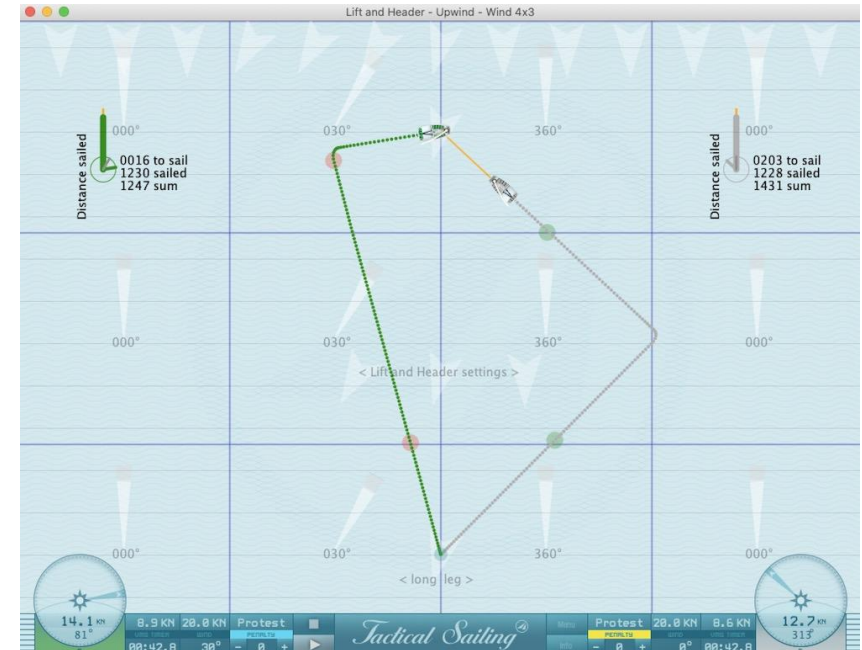 Lift and Header - Upwind - Wind 4x3
000°
030°
360°
Distance sailed
0016 to sail
1230 sailed
1247 sum
Distance sailed
0203 to sail
1228 sailed
1431 sum
000°
030°
360°
000°
< Lift and Header settings >
000°
030°
360°
000°
< long leg >
14.1 KN
81°
8.9 KN
20.0 KN
Protest
PENALTY
00:42.8
30°
- 0 +
Tactical Sailing
Menu
Info
Protest
20.0 KN
8.6 KN
PENALTY
- 0 +
0°
00:42.8
12.7 KN
313°